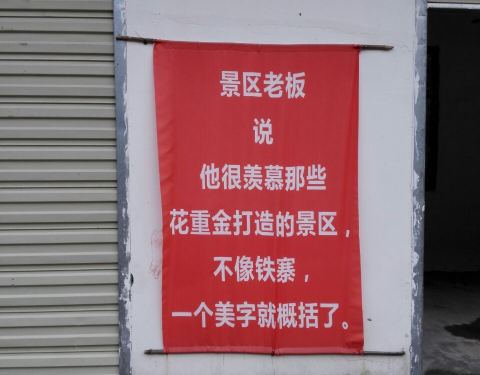 景区老板
说
他很羡慕那些
花重金打造的景区，
不像铁寨，
一个美字就概括了。